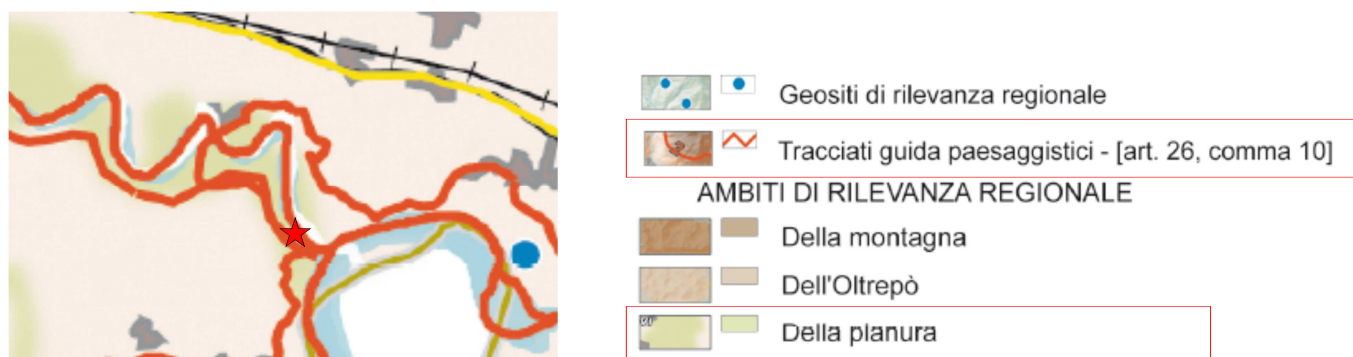 Geositi di rilevanza regionale
Tracciati guida paesaggistici - [art. 26, comma 10]
AMBITI DI RILEVANZA REGIONALE
Della montagna
Dell'Oltrepò
Della planura